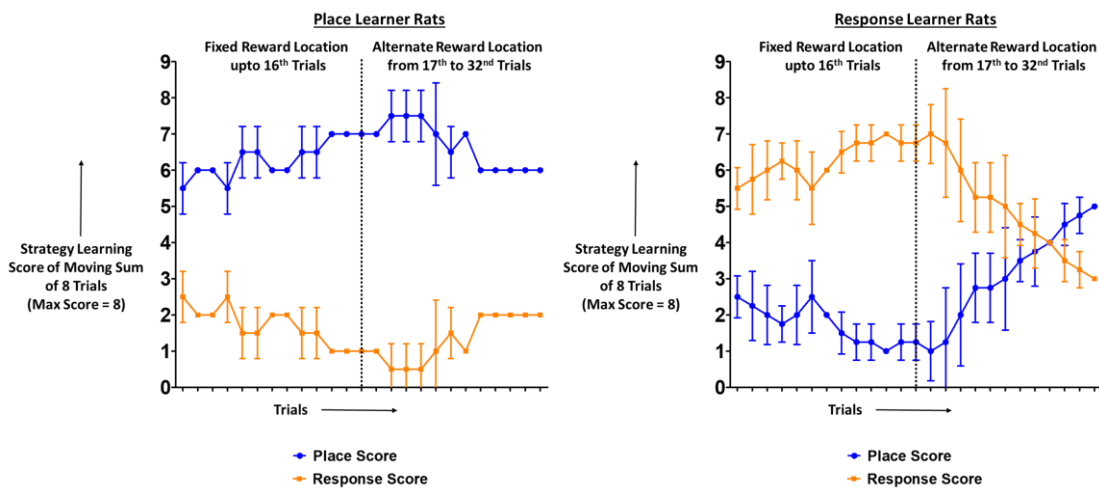 Place Learner Rats
Fixed Reward Location
upto 16th Trials
Alternate Reward Location
from 17th to 32nd Trials
9
8
7
6
5
4
3
2
1
0
Strategy Learning
Score of Moving Sum
of 8 Trials
(Max Score = 8)
Trials
Place Score
Response Score
Response Learner Rats
Fixed Reward Location
upto 16th Trials
Alternate Reward Location
from 17th to 32nd Trials
9
8
7
6
5
4
3
2
1
0
Strategy Learning
Score of Moving Sum
of 8 Trials
(Max Score = 8)
Trials
Place Score
Response Score